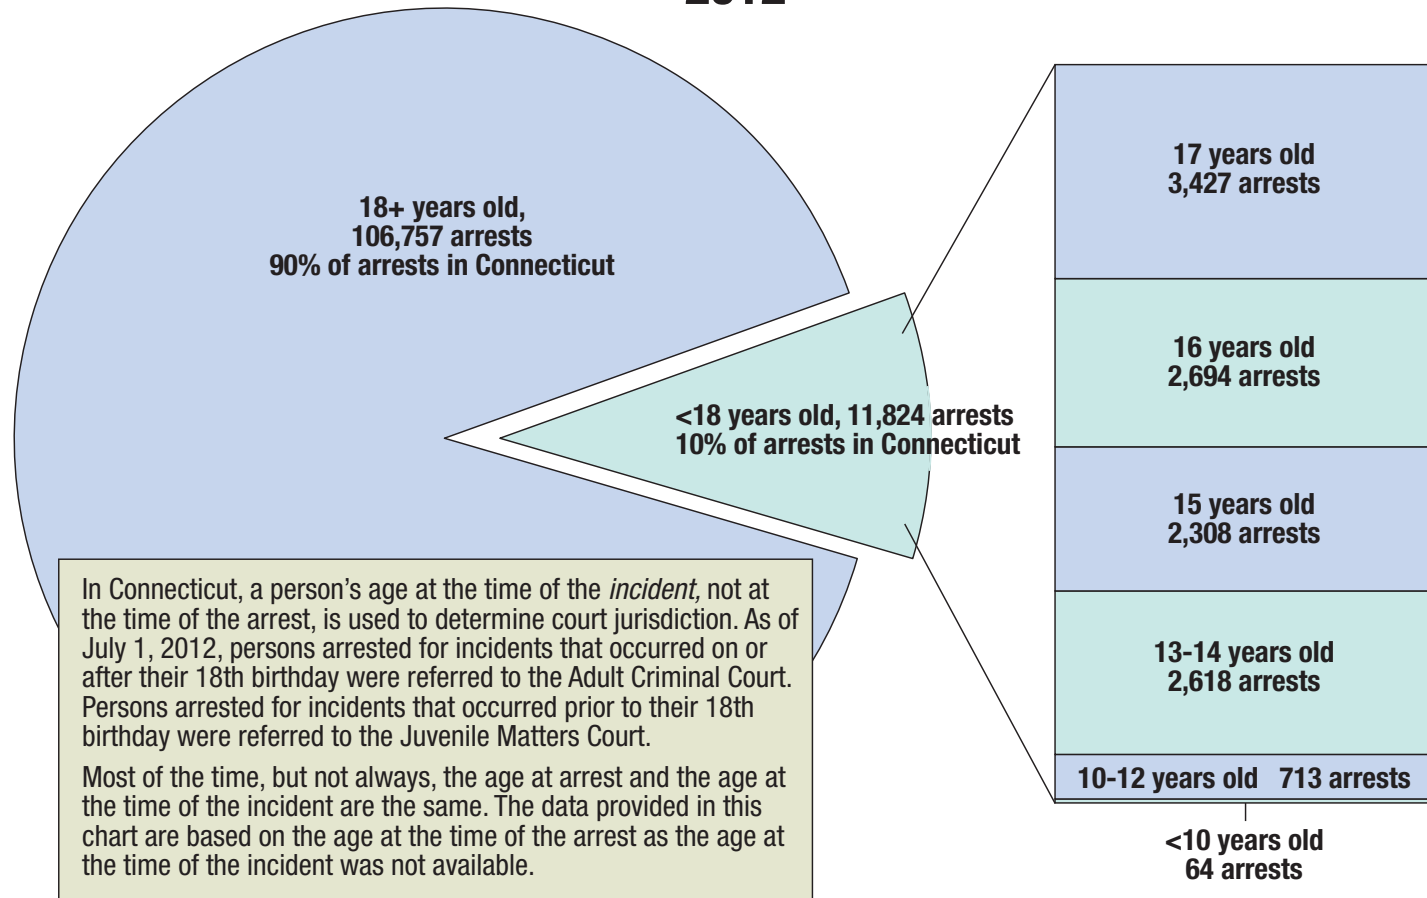 2012
18+ years old,
106,757 arrests
90% of arrests in Connecticut
<18 years old, 11,824 arrests
10% of arrests in Connecticut
17 years old
3,427 arrests
16 years old
2,694 arrests
15 years old
2,308 arrests
13-14 years old
2,618 arrests
10-12 years old 713 arrests
<10 years old
64 arrests
In Connecticut, a person’s age at the time of the incident, not at
the time of the arrest, is used to determine court jurisdiction. As of
July 1, 2012, persons arrested for incidents that occurred on or
after their 18th birthday were referred to the Adult Criminal Court.
Persons arrested for incidents that occurred prior to their 18th
birthday were referred to the Juvenile Matters Court.
Most of the time, but not always, the age at arrest and the age at
the time of the incident are the same. The data provided in this
chart are based on the age at the time of the arrest as the age at
the time of the incident was not available.